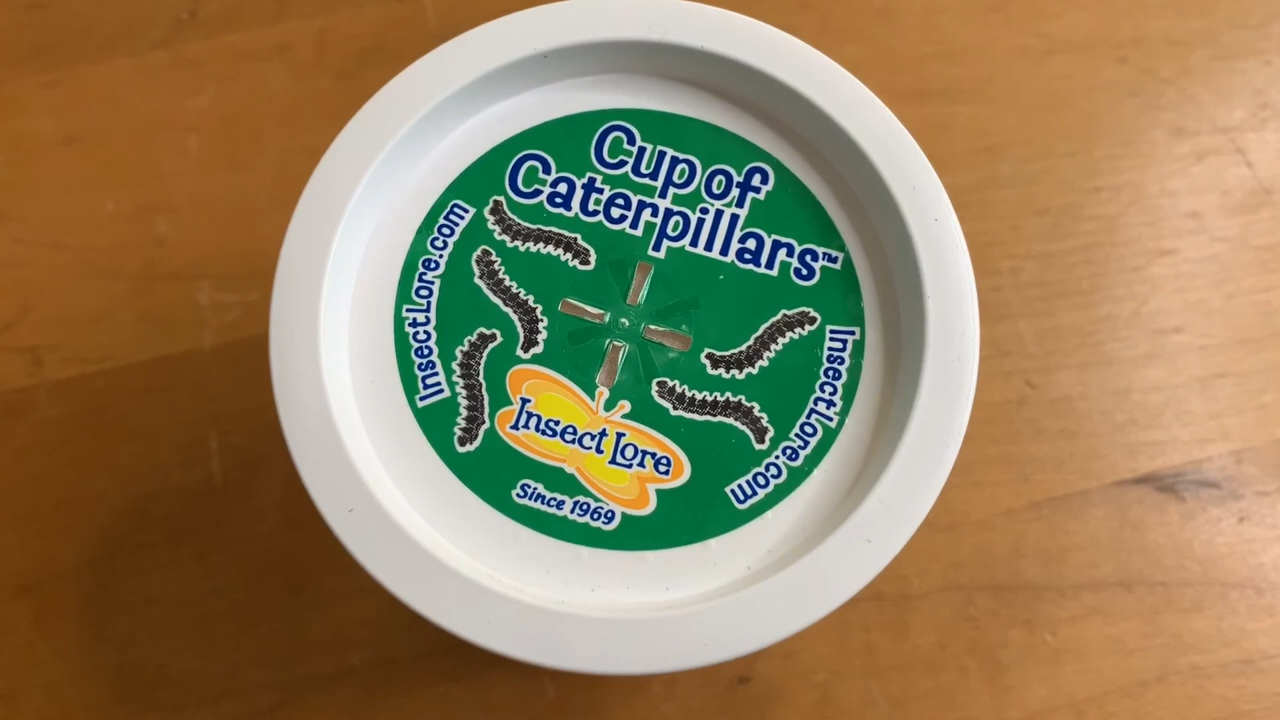 Cup of
Caterpillars™
InsectLore.com
InsectLore.com
Insect Lore
Since 1969